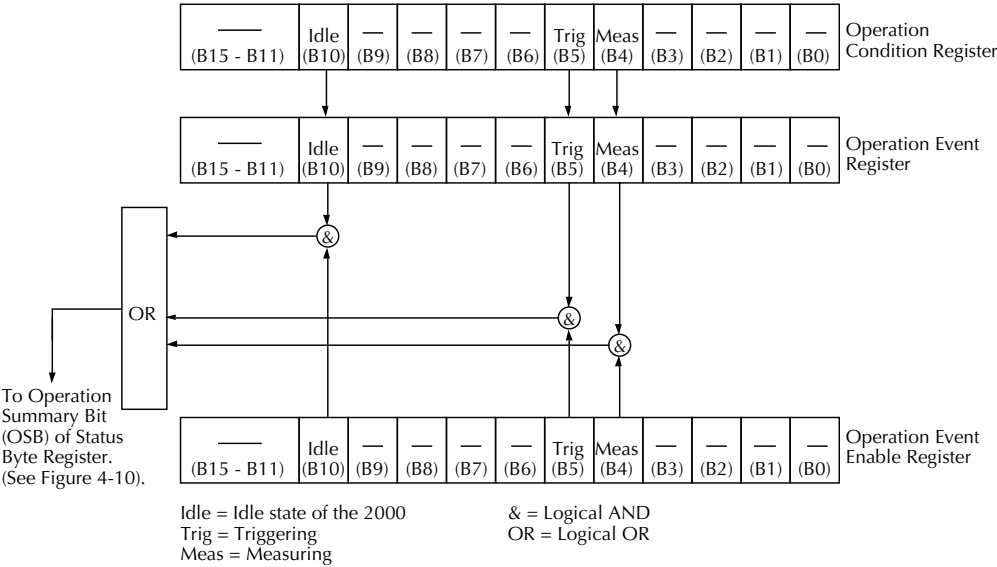 Idle Trig Meas
(B15 - B11) (B10) (B9) (B8) (B7) (B6) (B5) (B4) (B3) (B2) (B1) (B0)
Operation
Condition Register
Idle Trig Meas
(B15 - B11) (B10) (B9) (B8) (B7) (B6) (B5) (B4) (B3) (B2) (B1) (B0)
Operation Event
Register
&
OR
&
&
To Operation
Summary Bit
(OSB) of Status
Byte Register.
(See Figure 4-10).
Idle Trig Meas
(B15 - B11) (B10) (B9) (B8) (B7) (B6) (B5) (B4) (B3) (B2) (B1) (B0)
Operation Event
Enable Register
Idle = Idle state of the 2000
Trig = Triggering
Meas = Measuring
& = Logical AND
OR = Logical OR